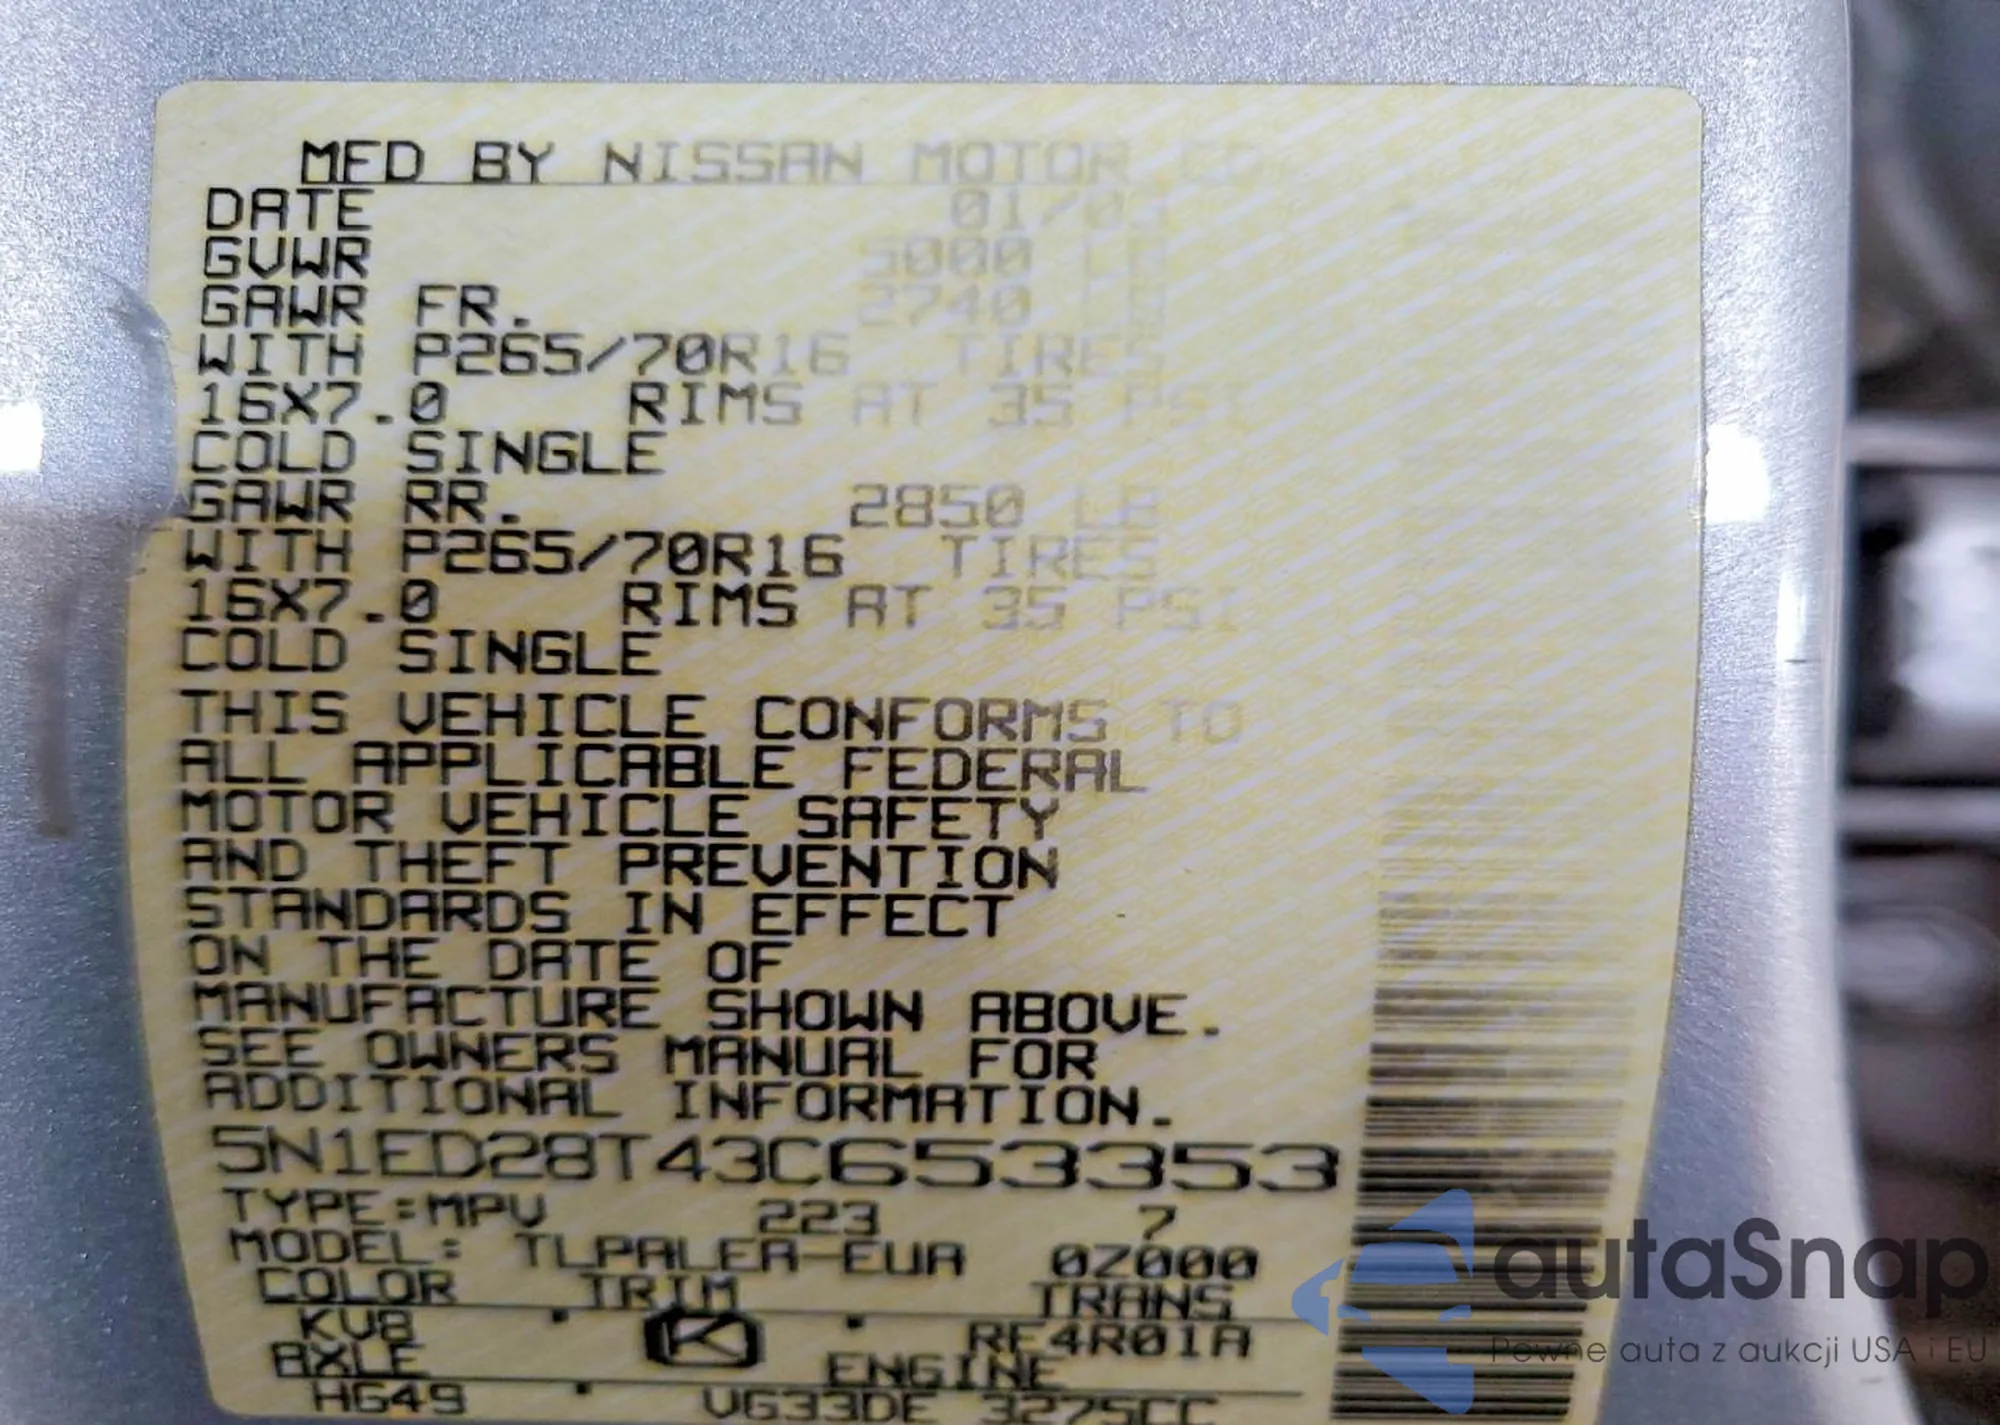 MFD BY NISSAN MOTOR CO
DATE 01/03
GVWR 5000 LB
GAWR FR. 2740 LB
WITH P265/70R16 TIRES
16X7.0 RIMS AT 35 PSI
COLD SINGLE
GAWR RR. 2850 LB
WITH P265/70R16 TIRES
16X7.0 RIMS AT 35 PSI
COLD SINGLE
THIS VEHICLE CONFORMS TO
ALL APPLICABLE FEDERAL
MOTOR VEHICLE SAFETY
AND THEFT PREVENTION
STANDARDS IN EFFECT
ON THE DATE OF
MANUFACTURE SHOWN ABOVE.
SEE OWNERS MANUAL FOR
ADDITIONAL INFORMATION.
5N1ED28T43C653353
TYPE:MPV 223 7
MODEL: TLPALEA-EUA 0Z000
COLOR TRIM TRANS
KV8 K RE4R01A
AXLE ENGINE
HG49 VG33DE 3275CC
autaSnap
Pewne auta z aukcji USA i EU